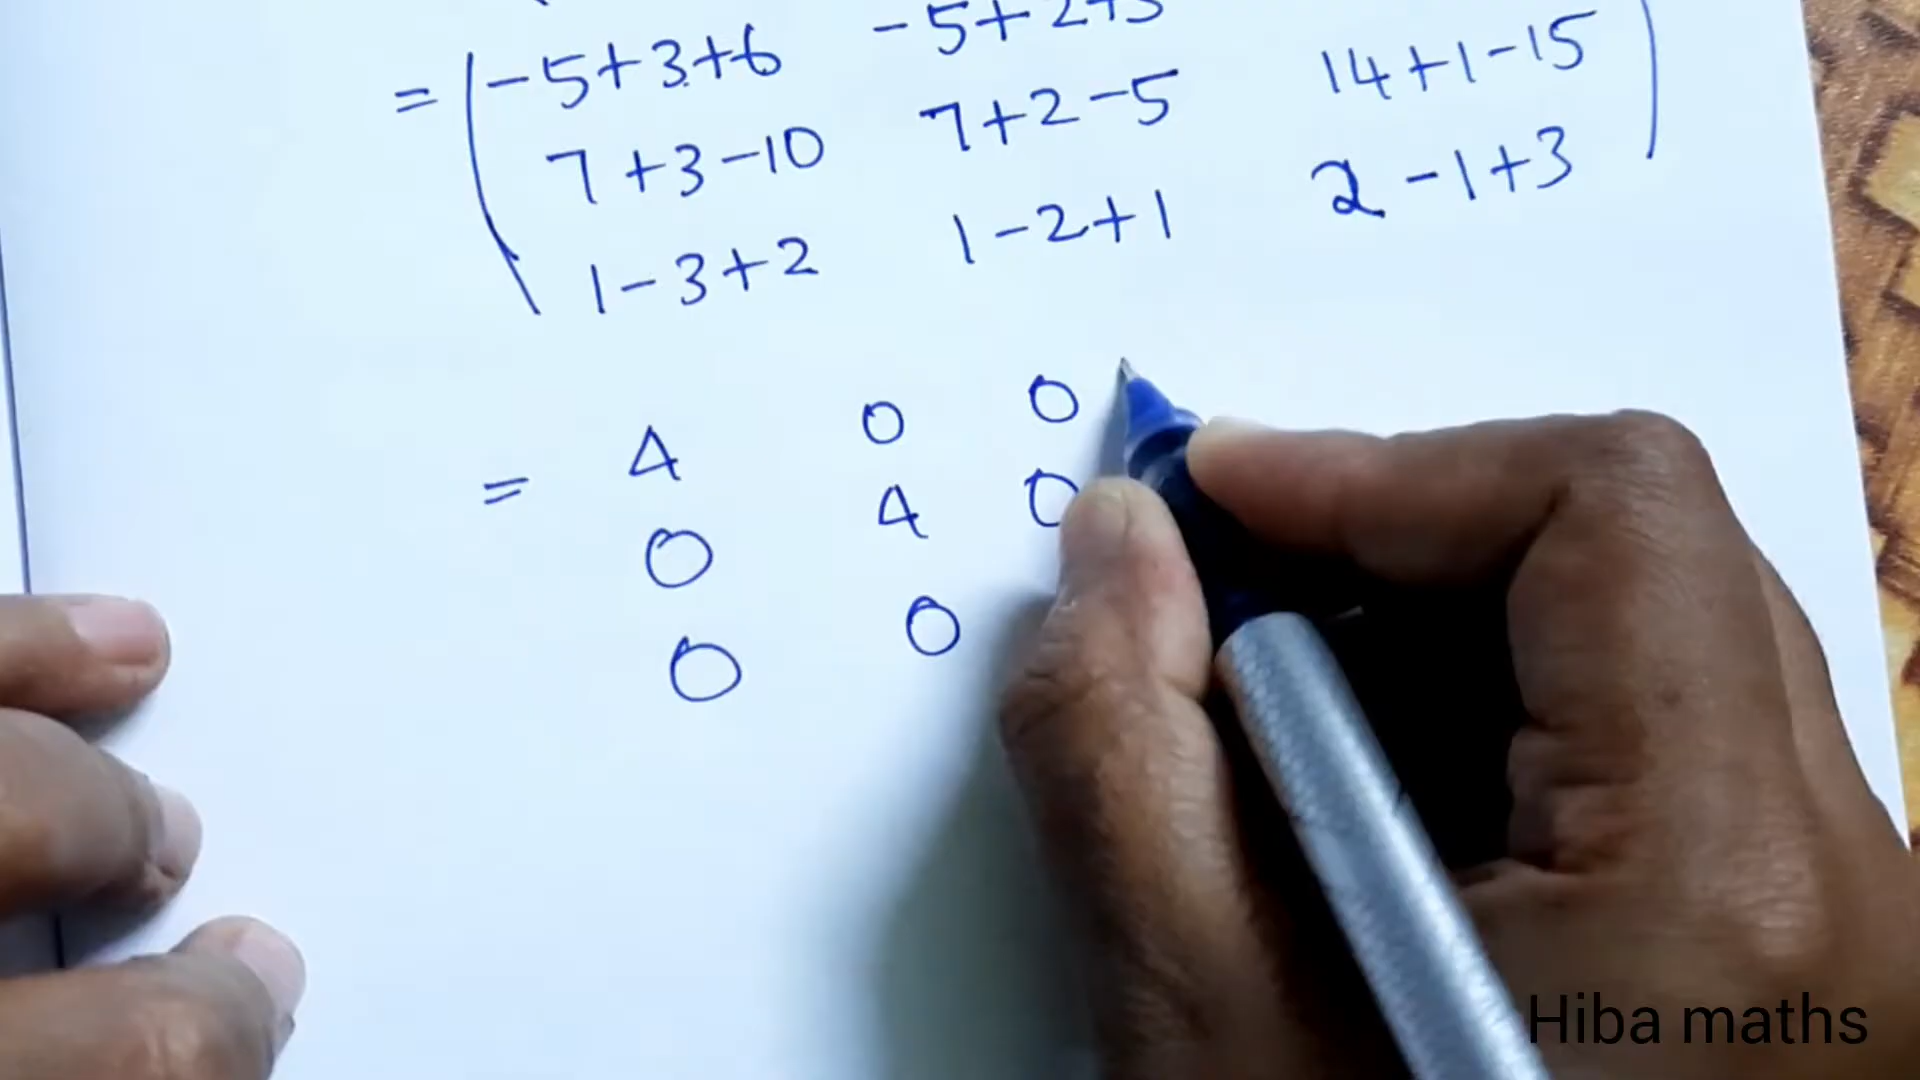 = -5+3+6 -5+2+3
7+3-10 7+2-5 14+1-15
1-3+2 1-2+1 2-1+3
= 4 0 0
0 4 0
0 0
Hiba maths